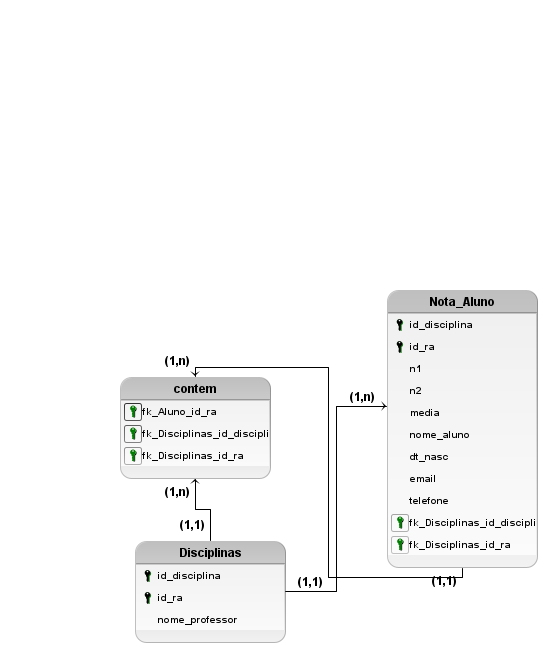 Nota_Aluno
id_disciplina
id_ra
n1
n2
media
nome_aluno
dt_nasc
email
telefone
fk_Disciplinas_id_discipli
fk_Disciplinas_id_ra
(1,1)
(1,n)
(1,n)
contem
fk_Aluno_id_ra
fk_Disciplinas_id_discipli
fk_Disciplinas_id_ra
(1,n)
(1,1)
Disciplinas
id_disciplina
id_ra
nome_professor
(1,1)